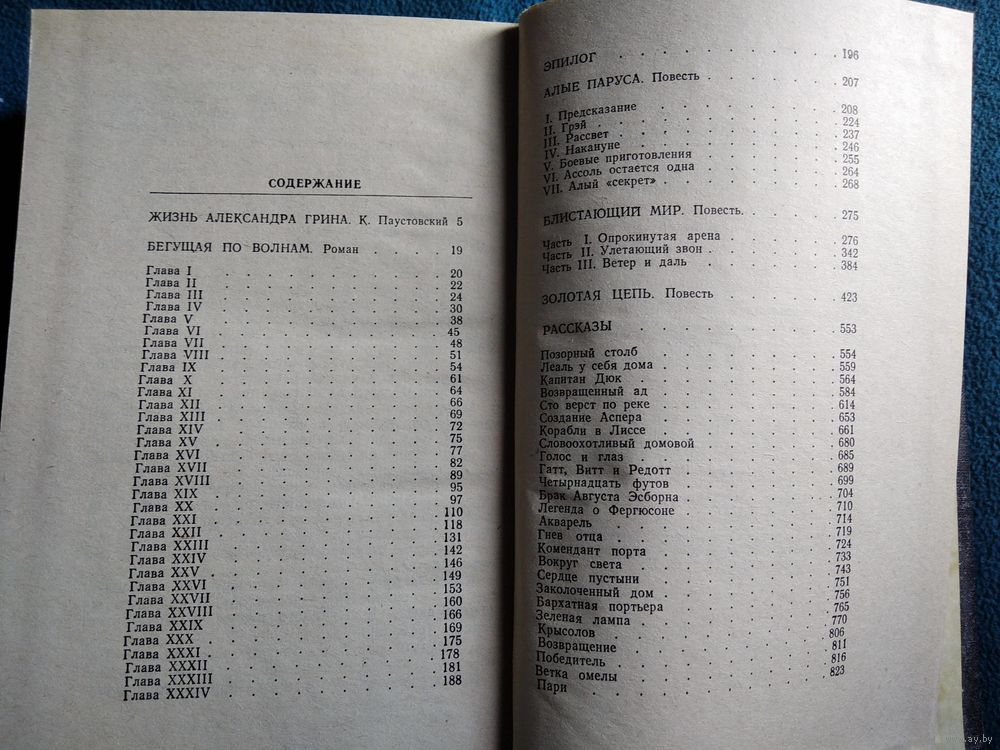 СОДЕРЖАНИЕ
ЖИЗНЬ АЛЕКСАНДРА ГРИНА. К. Паустовский 5
БЕГУЩАЯ ПО ВОЛНАМ. Роман 19
Глава I 20
Глава II 22
Глава III 24
Глава IV 30
Глава V 38
Глава VI 45
Глава VII 48
Глава VIII 51
Глава IX 54
Глава X 61
Глава XI 64
Глава XII 66
Глава XIII 69
Глава XIV 72
Глава XV 75
Глава XVI 77
Глава XVII 82
Глава XVIII 89
Глава XIX 95
Глава XX 97
Глава XXI 110
Глава XXII 118
Глава XXIII 131
Глава XXIV 142
Глава XXV 146
Глава XXVI 149
Глава XXVII 153
Глава XXVIII 160
Глава XXIX 166
Глава XXX 169
Глава XXXI 175
Глава XXXII 178
Глава XXXIII 181
Глава XXXIV 188
ЭПИЛОГ 196
АЛЫЕ ПАРУСА. Повесть 207
I. Предсказание 208
II. Грэй 224
III. Рассвет 237
IV. Накануне 246
V. Боевые приготовления 255
VI. Ассоль остается одна 264
VII. Алый «секрет» 268
БЛИСТАЮЩИЙ МИР. Повесть. 275
Часть I. Опрокинутая арена 276
Часть II. Улетающий звон 342
Часть III. Ветер и даль 384
ЗОЛОТАЯ ЦЕПЬ. Повесть 423
РАССКАЗЫ 553
Позорный столб 554
Леаль у себя дома 559
Капитан Дюк 564
Возвращенный ад 584
Сто верст по реке 614
Создание Аспера 653
Корабли в Лиссе 661
Словоохотливый домовой 680
Голос и глаз 685
Гатт, Витт и Редотт 689
Четырнадцать футов 699
Брак Августа Эсборна 704
Легенда о Фергюсоне 710
Акварель 714
Гнев отца 719
Комендант порта 724
Вокруг света 733
Сердце пустыни 743
Заколоченный дом 751
Бархатная портьера 756
Зеленая лампа 765
Крысолов 770
Возвращение 806
Победитель 811
Ветка омелы 816
Пари 823
www.ay.by